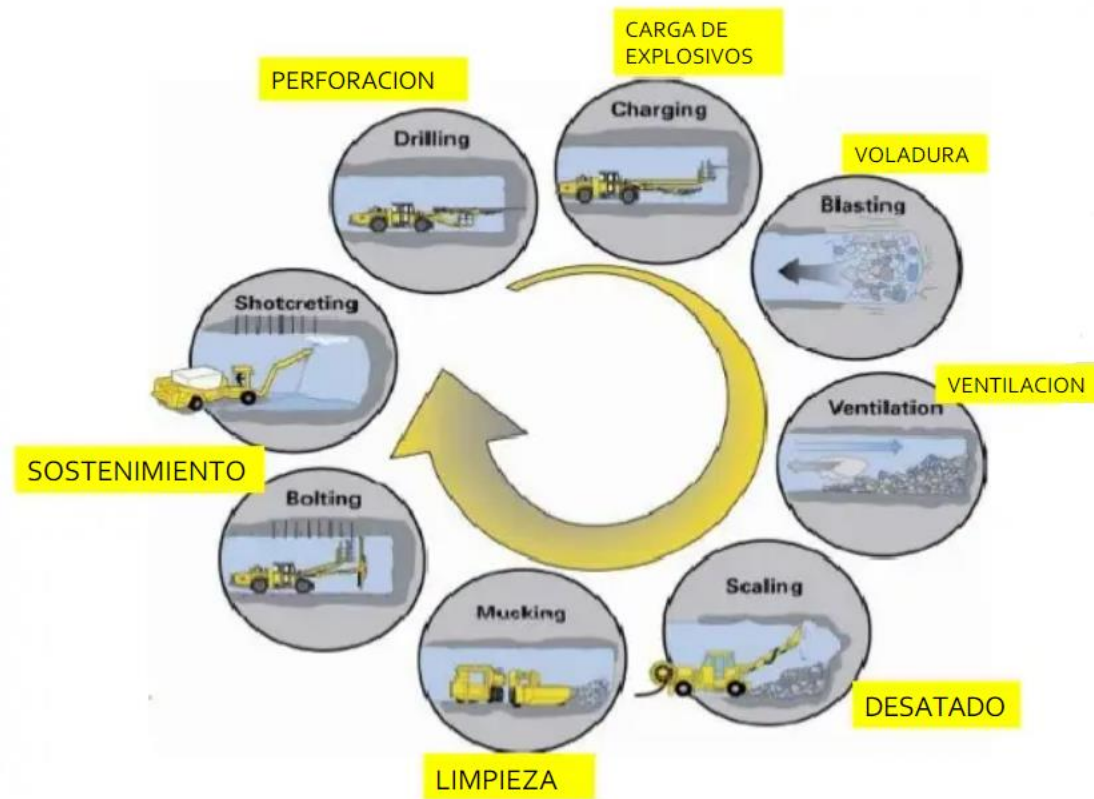 CARGA DE
EXPLOSIVOS
PERFORACION
Charging
Drilling
VOLADURA
Blasting
Shotcreting
VENTILACION
Ventilation
SOSTENIMIENTO
Bolting
Scaling
Mucking
DESATADO
LIMPIEZA